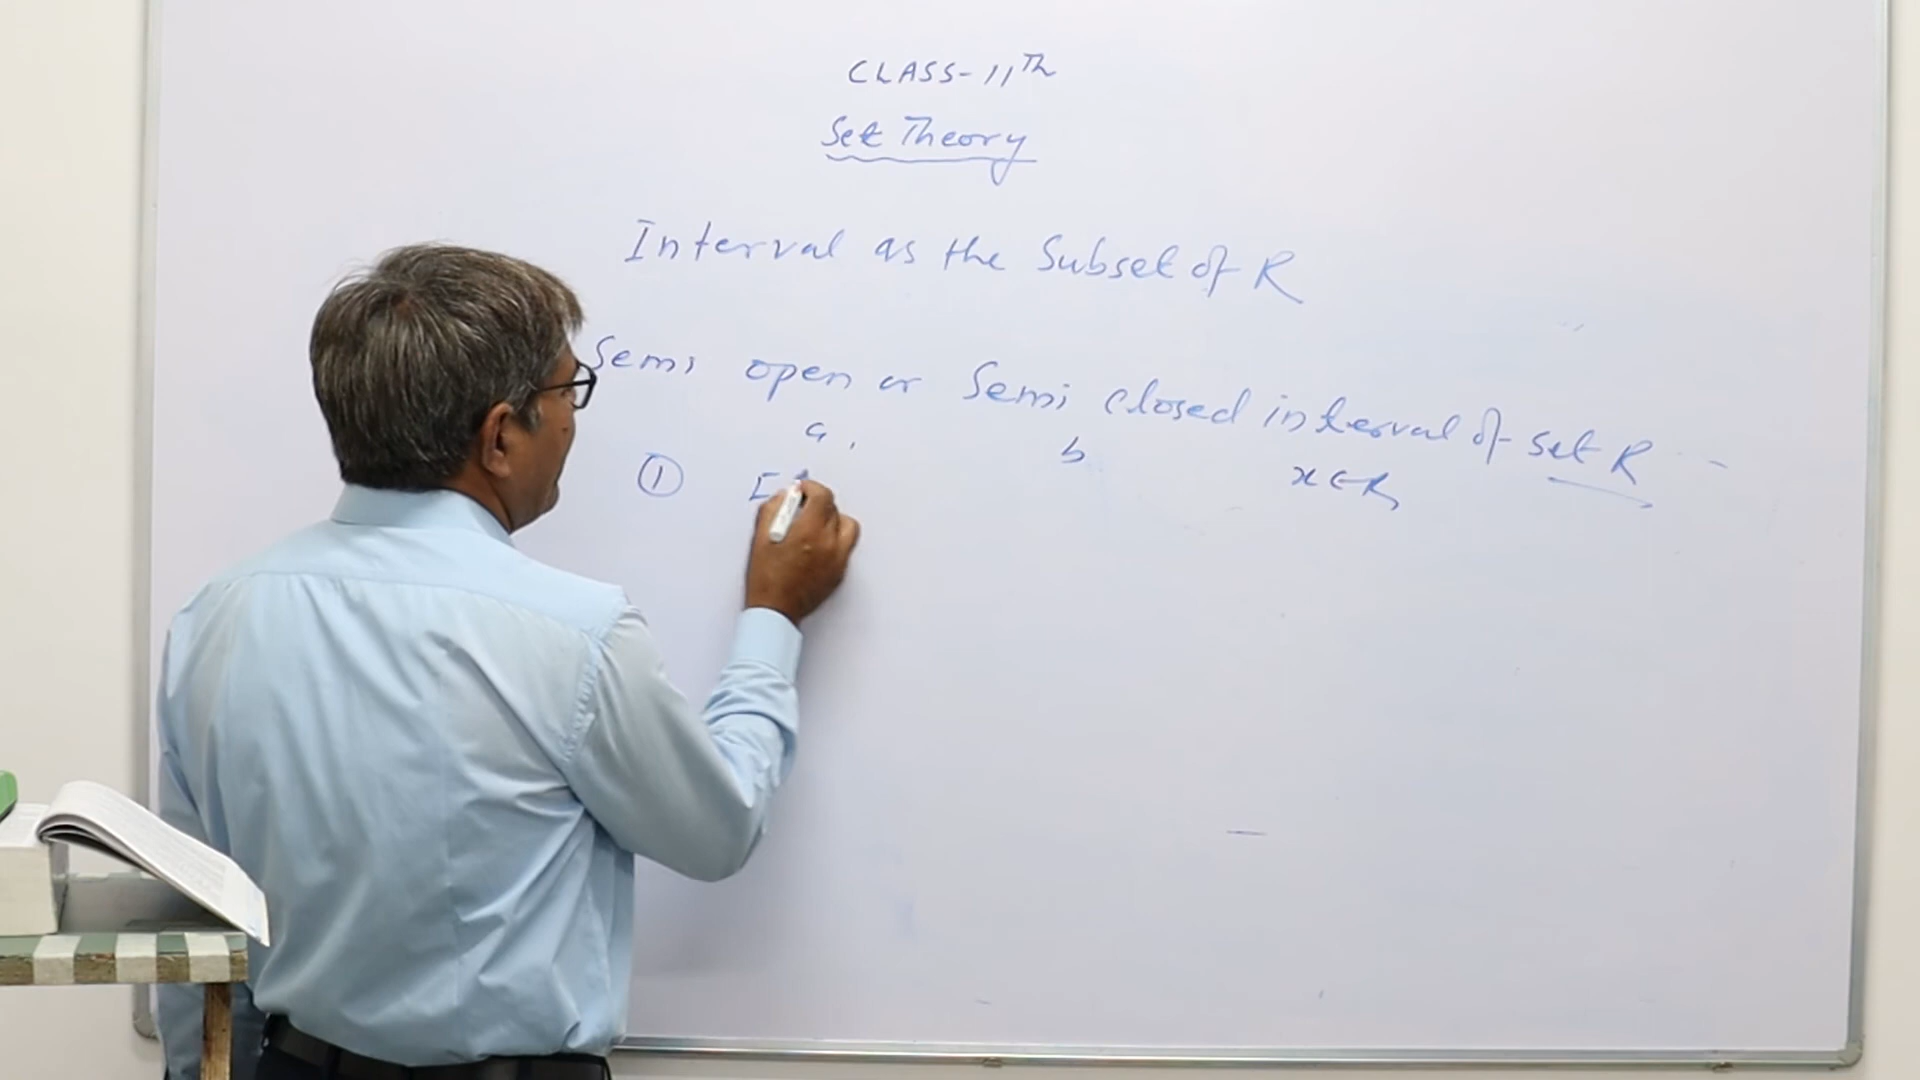 CLASS-11Th
Set Theory
Interval as the Subset of R
Semi open or Semi closed interval of set R
a, b x ∈ R
① [